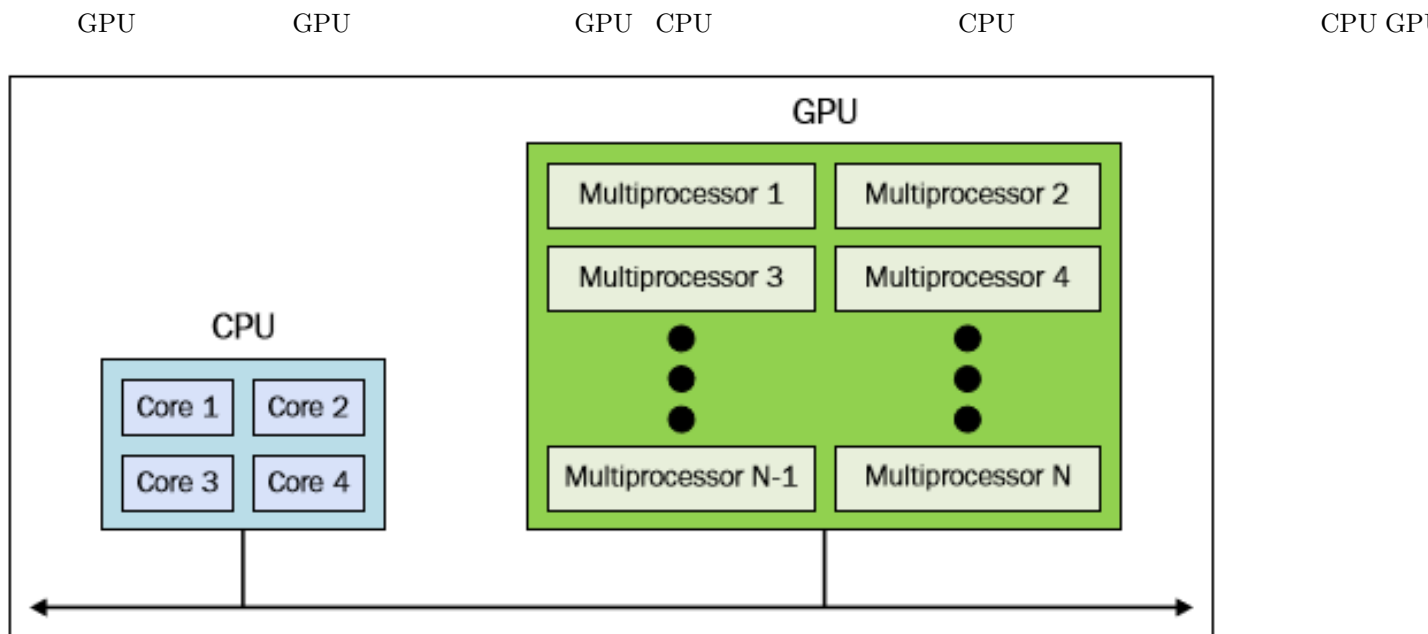 GPU GPU GPU CPU CPU CPU GPU
GPU
Multiprocessor 1 Multiprocessor 2
Multiprocessor 3 Multiprocessor 4
CPU
Core 1 Core 2
Core 3 Core 4
Multiprocessor N-1 Multiprocessor N